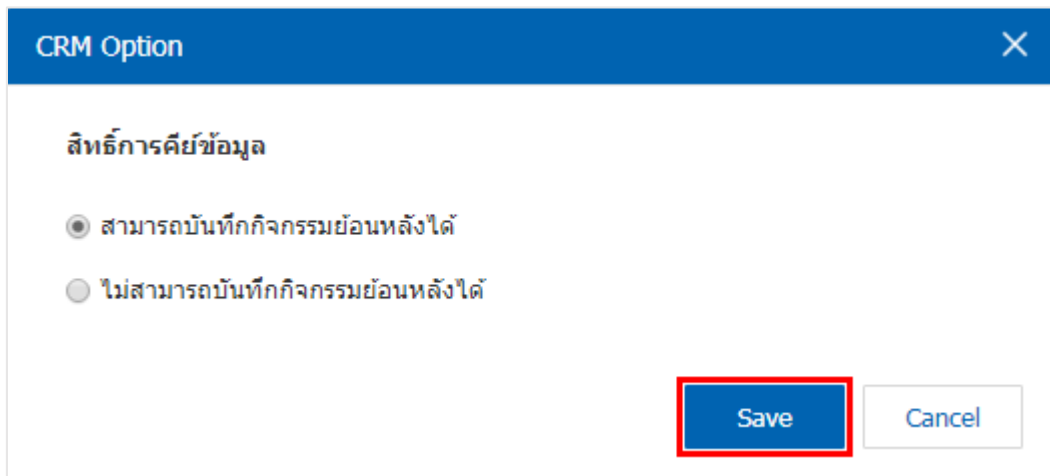 CRM Option
สิทธิ์การคีย์ข้อมูล
สามารถบันทึกกิจกรรมย้อนหลังได้
ไม่สามารถบันทึกกิจกรรมย้อนหลังได้
Save Cancel